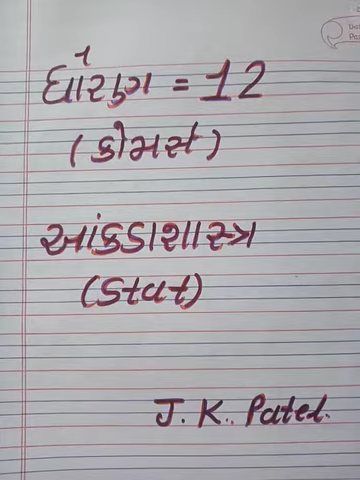 ધોરણ = 12
(કોમર્સ)
આંકડાશાસ્ત્ર
(Stat)
J. K. Patel.